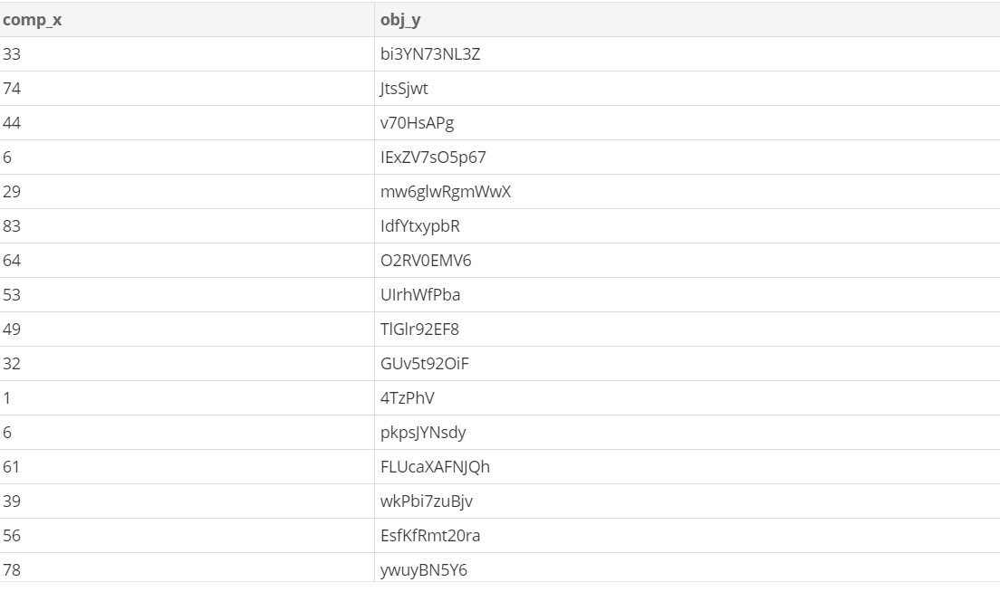 comp_x obj_y
33 bi3YN73NL3Z
74 JtsSjwt
44 v70HsAPg
6 IExZV7sO5p67
29 mw6glwRgmWwX
83 IdfYtxypbR
64 O2RV0EMV6
53 UIrhWfPba
49 TlGlr92EF8
32 GUv5t92OiF
1 4TzPhV
6 pkpsJYNsdy
61 FLUcaXAFNJQh
39 wkPbi7zuBjv
56 EsfKfRmt20ra
78 ywuyBN5Y6